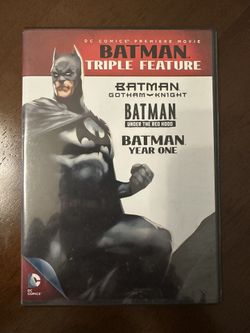 DC COMICS PREMIERE MOVIE
BATMAN
TRIPLE FEATURE
BATMAN
GOTHAM KNIGHT
BATMAN
UNDER THE RED HOOD
BATMAN
YEAR ONE
DC COMICS